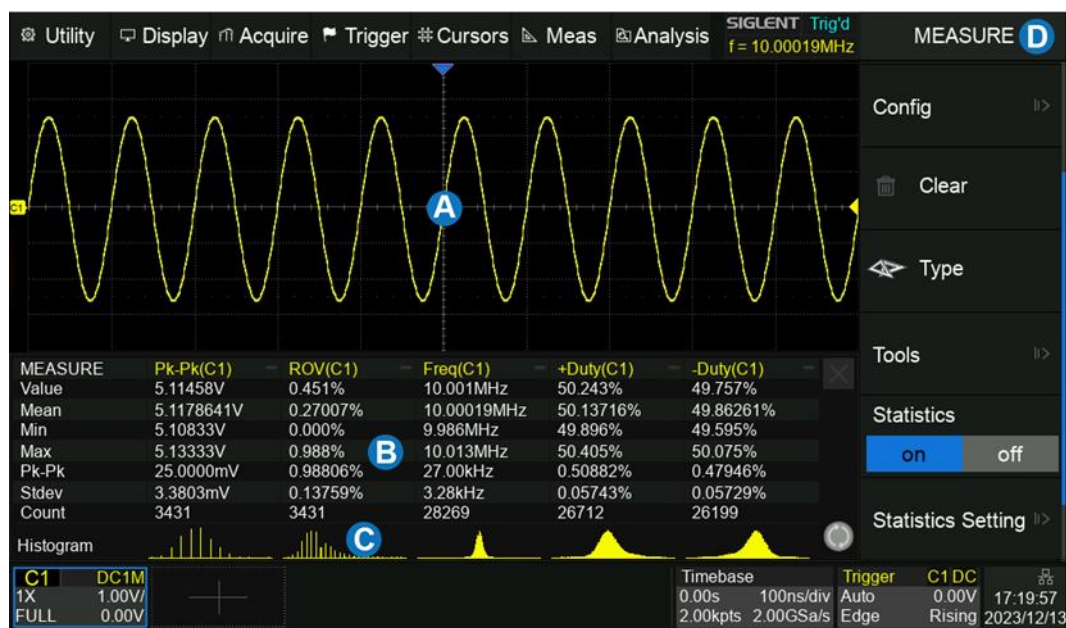 Utility Display Acquire Trigger Cursors Meas Analysis SIGLENT Trig'd MEASURE D
f = 10.00019MHz
Config
Clear
A
C1
Type
Tools
MEASURE Pk-Pk(C1) ROV(C1) Freq(C1) +Duty(C1) -Duty(C1)
Value 5.11458V 0.451% 10.001MHz 50.243% 49.757%
Mean 5.1178641V 0.27007% 10.00019MHz 50.13716% 49.86261%
Min 5.10833V 0.000% 9.986MHz 49.896% 49.595%
Max 5.13333V 0.988% B 10.013MHz 50.405% 50.075%
Pk-Pk 25.0000mV 0.98806% 27.00kHz 0.50882% 0.47946%
Stdev 3.3803mV 0.13759% 3.28kHz 0.05743% 0.05729%
Count 3431 3431 28269 26712 26199
Histogram C
Statistics
on off
Statistics Setting
C1 DC1M
1X 1.00V/
FULL 0.00V
Timebase
0.00s 100ns/div
2.00kpts 2.00GSa/s
Trigger C1 DC
Auto 0.00V
Edge Rising
17:19:57
2023/12/13